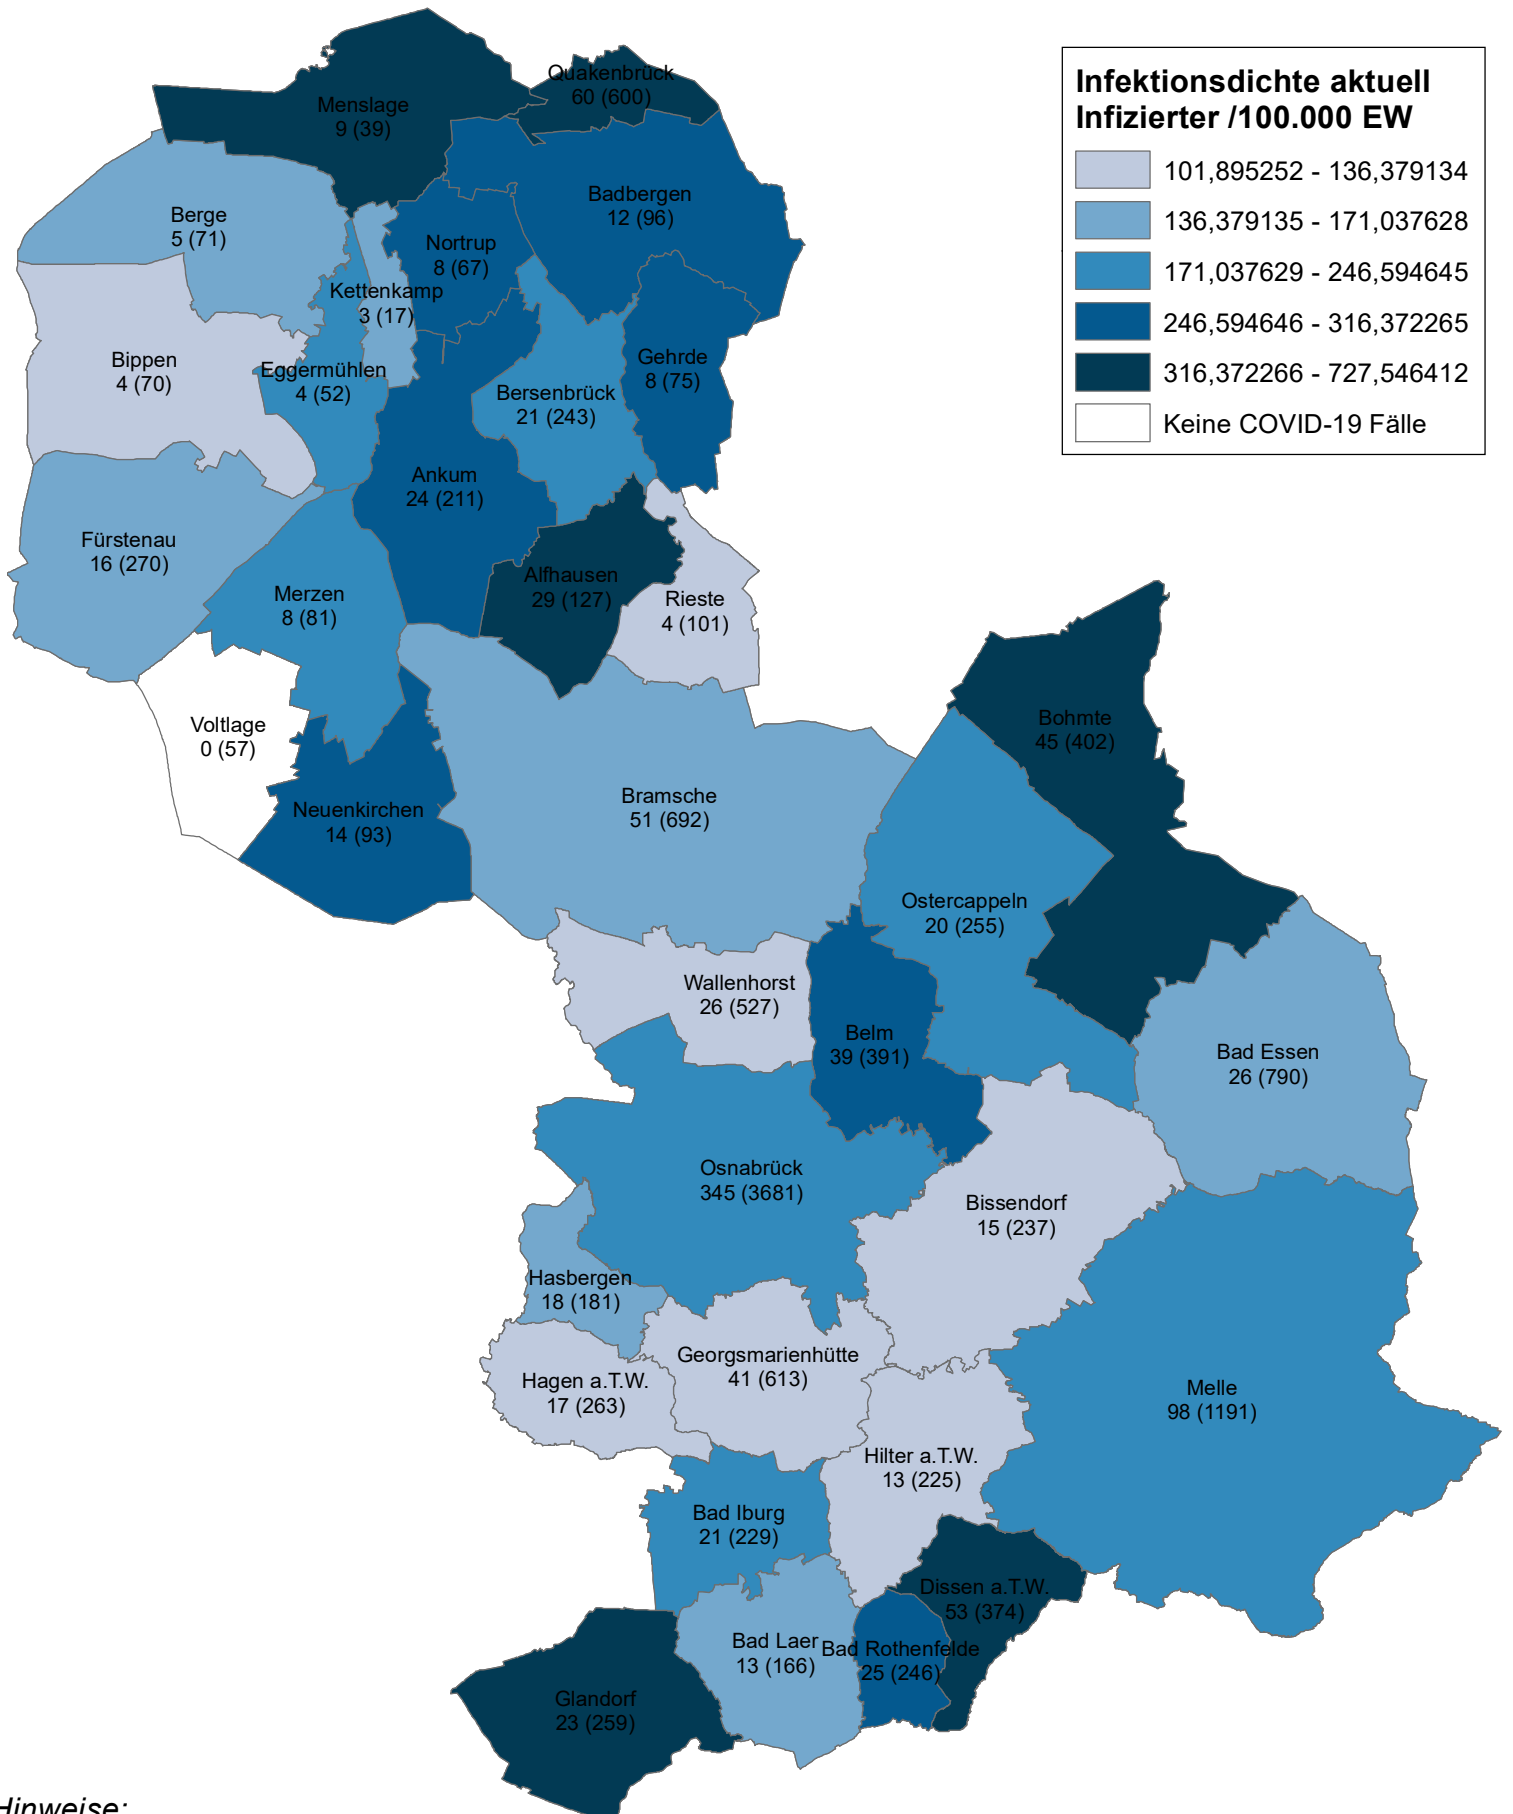 Infektionsdichte aktuell
Infizierter /100.000 EW
101,895252 - 136,379134
136,379135 - 171,037628
171,037629 - 246,594645
246,594646 - 316,372265
316,372266 - 727,546412
Keine COVID-19 Fälle
Quakenbrück
60 (600)
Menslage
9 (39)
Badbergen
12 (96)
Berge
5 (71)
Nortrup
8 (67)
Kettenkamp
3 (17)
Bippen
4 (70)
Eggermühlen
4 (52)
Gehrde
8 (75)
Bersenbrück
21 (243)
Ankum
24 (211)
Fürstenau
16 (270)
Alfhausen
29 (127)
Merzen
8 (81)
Rieste
4 (101)
Voltlage
0 (57)
Bohmte
45 (402)
Neuenkirchen
14 (93)
Bramsche
51 (692)
Ostercappeln
20 (255)
Wallenhorst
26 (527)
Belm
39 (391)
Bad Essen
26 (790)
Osnabrück
345 (3681)
Bissendorf
15 (237)
Hasbergen
18 (181)
Georgsmarienhütte
41 (613)
Hagen a.T.W.
17 (263)
Melle
98 (1191)
Hilter a.T.W.
13 (225)
Bad Iburg
21 (229)
Dissen a.T.W.
53 (374)
Bad Laer
13 (166)
Bad Rothenfelde
25 (246)
Glandorf
23 (259)
Hinweise: